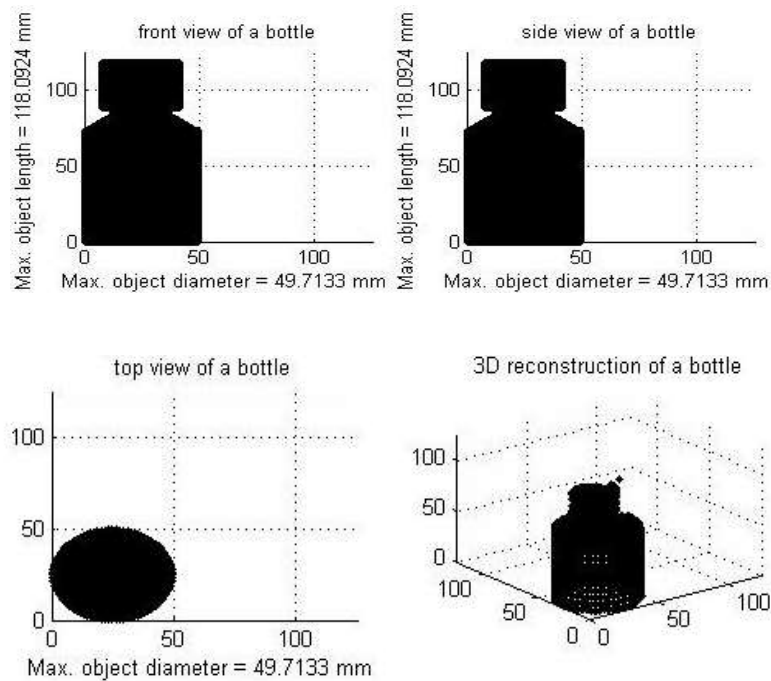 front view of a bottle
Max. object length = 118.0924 mm
100
50
0
0 50 100
Max. object diameter = 49.7133 mm
side view of a bottle
Max. object length = 118.0924 mm
100
50
0
0 50 100
Max. object diameter = 49.7133 mm
top view of a bottle
100
50
0
0 50 100
Max. object diameter = 49.7133 mm
3D reconstruction of a bottle
100
50
0
100 50 0
0 50 100